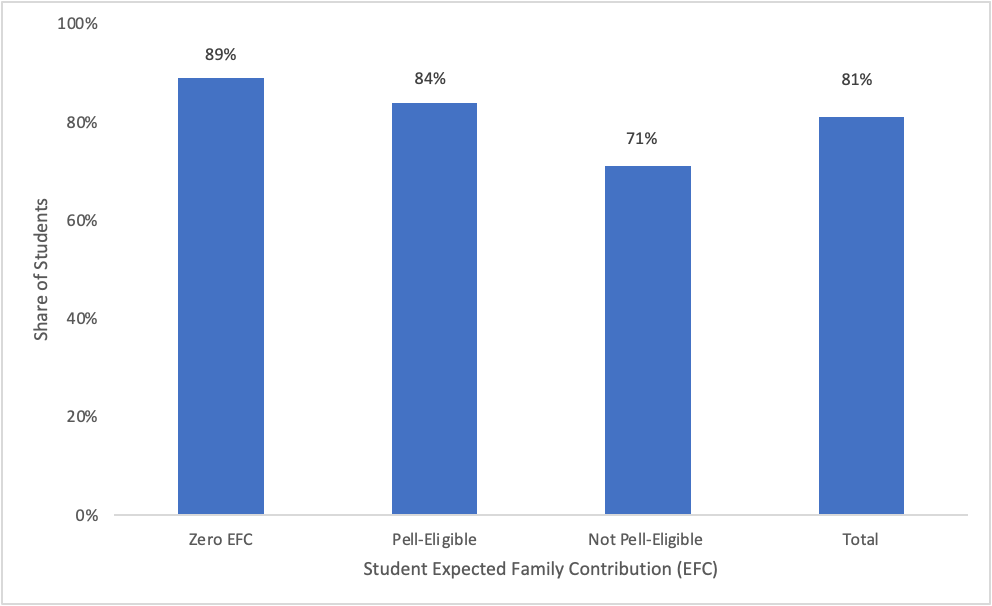 100%
89%
84%
81%
80%
71%
60%
40%
20%
0%
Share of Students
Zero EFC
Pell-Eligible
Not Pell-Eligible
Total
Student Expected Family Contribution (EFC)